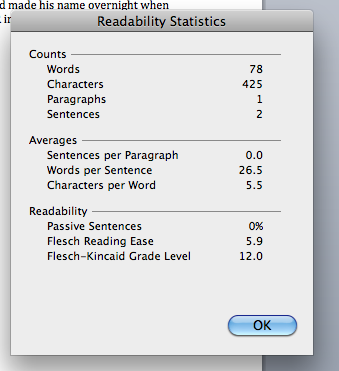 d made his name overnight when
Readability Statistics
Counts
Words 78
Characters 425
Paragraphs 1
Sentences 2
Averages
Sentences per Paragraph 0.0
Words per Sentence 26.5
Characters per Word 5.5
Readability
Passive Sentences 0%
Flesch Reading Ease 5.9
Flesch-Kincaid Grade Level 12.0
OK